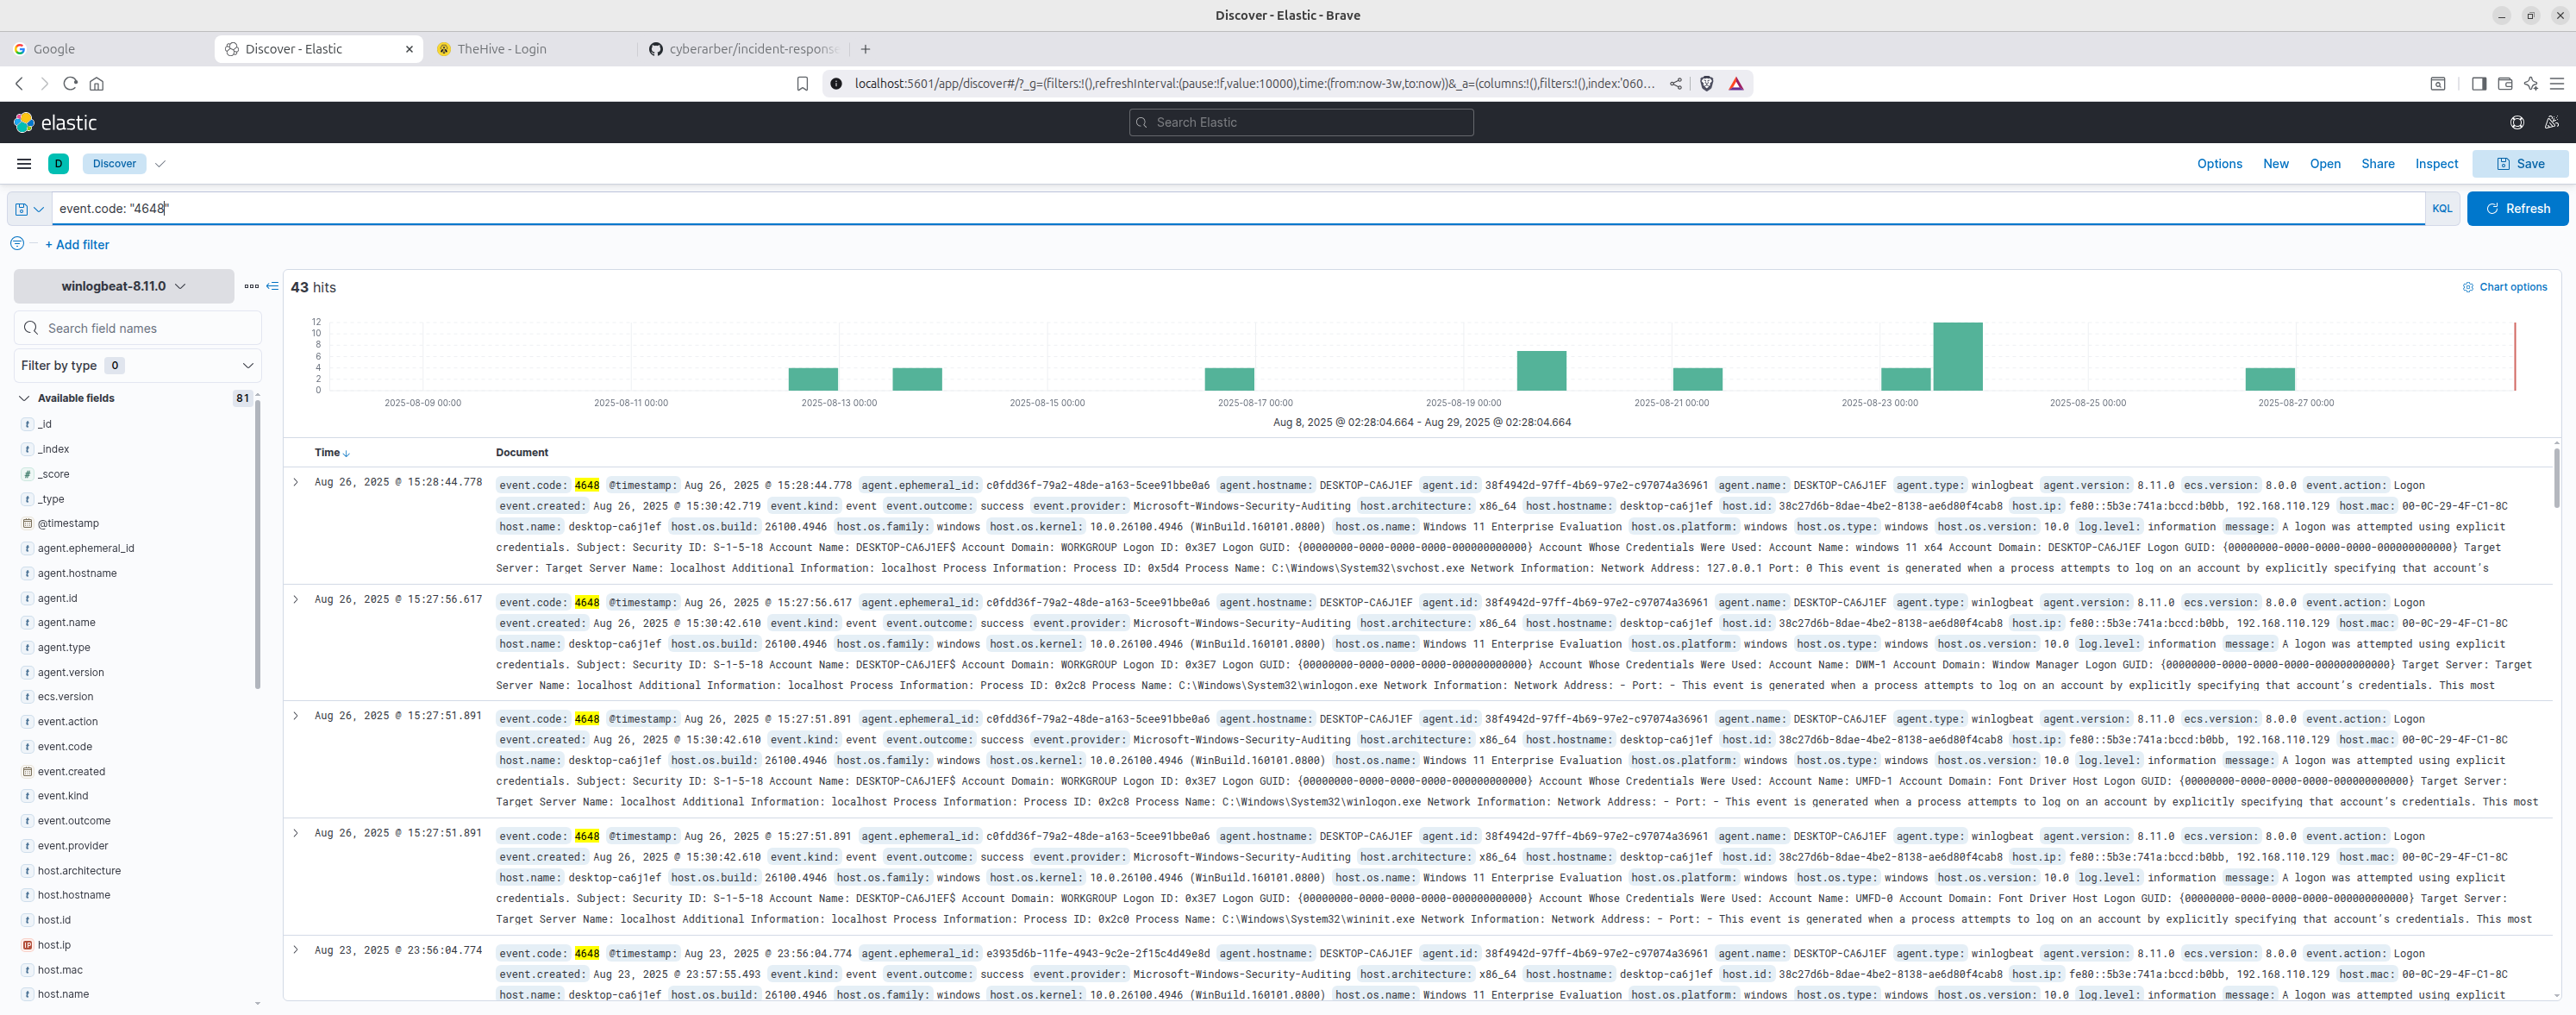 Discover - Elastic - Brave
Google
Discover - Elastic
TheHive - Login
cyberarber/incident-response
localhost:5601/app/discover#/?_g=(filters:!(),refreshInterval:(pause:!f,value:10000),time:(from:now-3w,to:now))&_a=(columns:!(),filters:!(),index:'060...
elastic
Search Elastic
D
Discover
Options
New
Open
Share
Inspect
Save
event.code: "4648"
KQL
Refresh
+ Add filter
winlogbeat-8.11.0
Search field names
Filter by type 0
Available fields 81
_id
_index
_score
_type
@timestamp
agent.ephemeral_id
agent.hostname
agent.id
agent.name
agent.type
agent.version
ecs.version
event.action
event.code
event.created
event.kind
event.outcome
event.provider
host.architecture
host.hostname
host.id
host.ip
host.mac
host.name
43 hits
Chart options
12
10
8
6
4
2
0
2025-08-09 00:00
2025-08-11 00:00
2025-08-13 00:00
2025-08-15 00:00
2025-08-17 00:00
2025-08-19 00:00
2025-08-21 00:00
2025-08-23 00:00
2025-08-25 00:00
2025-08-27 00:00
Aug 8, 2025 @ 02:28:04.664 - Aug 29, 2025 @ 02:28:04.664
Time
Document
Aug 26, 2025 @ 15:28:44.778
event.code: 4648 @timestamp: Aug 26, 2025 @ 15:28:44.778 agent.ephemeral_id: c0fdd36f-79a2-48de-a163-5cee91bbe0a6 agent.hostname: DESKTOP-CA6J1EF agent.id: 38f4942d-97ff-4b69-97e2-c97074a36961 agent.name: DESKTOP-CA6J1EF agent.type: winlogbeat agent.version: 8.11.0 ecs.version: 8.0.0 event.action: Logon
event.created: Aug 26, 2025 @ 15:30:42.719 event.kind: event event.outcome: success event.provider: Microsoft-Windows-Security-Auditing host.architecture: x86_64 host.hostname: desktop-ca6j1ef host.id: 38c27d6b-8dae-4be2-8138-ae6d80f4cab8 host.ip: fe80::5b3e:741a:bccd:b0bb, 192.168.110.129 host.mac: 00-0C-29-4F-C1-8C
host.name: desktop-ca6j1ef host.os.build: 26100.4946 host.os.family: windows host.os.kernel: 10.0.26100.4946 (WinBuild.160101.0800) host.os.name: Windows 11 Enterprise Evaluation host.os.platform: windows host.os.type: windows host.os.version: 10.0 log.level: information message: A logon was attempted using explicit
credentials. Subject: Security ID: S-1-5-18 Account Name: DESKTOP-CA6J1EF$ Account Domain: WORKGROUP Logon ID: 0x3E7 Logon GUID: {00000000-0000-0000-0000-000000000000} Account Whose Credentials Were Used: Account Name: windows 11 x64 Account Domain: DESKTOP-CA6J1EF Logon GUID: {00000000-0000-0000-0000-000000000000} Target
Server: Target Server Name: localhost Additional Information: localhost Process Information: Process ID: 0x5d4 Process Name: C:\Windows\System32\svchost.exe Network Information: Network Address: 127.0.0.1 Port: 0 This event is generated when a process attempts to log on an account by explicitly specifying that account's
Aug 26, 2025 @ 15:27:56.617
event.code: 4648 @timestamp: Aug 26, 2025 @ 15:27:56.617 agent.ephemeral_id: c0fdd36f-79a2-48de-a163-5cee91bbe0a6 agent.hostname: DESKTOP-CA6J1EF agent.id: 38f4942d-97ff-4b69-97e2-c97074a36961 agent.name: DESKTOP-CA6J1EF agent.type: winlogbeat agent.version: 8.11.0 ecs.version: 8.0.0 event.action: Logon
event.created: Aug 26, 2025 @ 15:30:42.610 event.kind: event event.outcome: success event.provider: Microsoft-Windows-Security-Auditing host.architecture: x86_64 host.hostname: desktop-ca6j1ef host.id: 38c27d6b-8dae-4be2-8138-ae6d80f4cab8 host.ip: fe80::5b3e:741a:bccd:b0bb, 192.168.110.129 host.mac: 00-0C-29-4F-C1-8C
host.name: desktop-ca6j1ef host.os.build: 26100.4946 host.os.family: windows host.os.kernel: 10.0.26100.4946 (WinBuild.160101.0800) host.os.name: Windows 11 Enterprise Evaluation host.os.platform: windows host.os.type: windows host.os.version: 10.0 log.level: information message: A logon was attempted using explicit
credentials. Subject: Security ID: S-1-5-18 Account Name: DESKTOP-CA6J1EF$ Account Domain: WORKGROUP Logon ID: 0x3E7 Logon GUID: {00000000-0000-0000-0000-000000000000} Account Whose Credentials Were Used: Account Name: DWM-1 Account Domain: Window Manager Logon GUID: {00000000-0000-0000-0000-000000000000} Target Server: Target
Server Name: localhost Additional Information: localhost Process Information: Process ID: 0x2c8 Process Name: C:\Windows\System32\winlogon.exe Network Information: Network Address: - Port: - This event is generated when a process attempts to log on an account by explicitly specifying that account's credentials. This most
Aug 26, 2025 @ 15:27:51.891
event.code: 4648 @timestamp: Aug 26, 2025 @ 15:27:51.891 agent.ephemeral_id: c0fdd36f-79a2-48de-a163-5cee91bbe0a6 agent.hostname: DESKTOP-CA6J1EF agent.id: 38f4942d-97ff-4b69-97e2-c97074a36961 agent.name: DESKTOP-CA6J1EF agent.type: winlogbeat agent.version: 8.11.0 ecs.version: 8.0.0 event.action: Logon
event.created: Aug 26, 2025 @ 15:30:42.610 event.kind: event event.outcome: success event.provider: Microsoft-Windows-Security-Auditing host.architecture: x86_64 host.hostname: desktop-ca6j1ef host.id: 38c27d6b-8dae-4be2-8138-ae6d80f4cab8 host.ip: fe80::5b3e:741a:bccd:b0bb, 192.168.110.129 host.mac: 00-0C-29-4F-C1-8C
host.name: desktop-ca6j1ef host.os.build: 26100.4946 host.os.family: windows host.os.kernel: 10.0.26100.4946 (WinBuild.160101.0800) host.os.name: Windows 11 Enterprise Evaluation host.os.platform: windows host.os.type: windows host.os.version: 10.0 log.level: information message: A logon was attempted using explicit
credentials. Subject: Security ID: S-1-5-18 Account Name: DESKTOP-CA6J1EF$ Account Domain: WORKGROUP Logon ID: 0x3E7 Logon GUID: {00000000-0000-0000-0000-000000000000} Account Whose Credentials Were Used: Account Name: UMFD-1 Account Domain: Font Driver Host Logon GUID: {00000000-0000-0000-0000-000000000000} Target Server:
Target Server Name: localhost Additional Information: localhost Process Information: Process ID: 0x2c8 Process Name: C:\Windows\System32\winlogon.exe Network Information: Network Address: - Port: - This event is generated when a process attempts to log on an account by explicitly specifying that account's credentials. This most
Aug 26, 2025 @ 15:27:51.891
event.code: 4648 @timestamp: Aug 26, 2025 @ 15:27:51.891 agent.ephemeral_id: c0fdd36f-79a2-48de-a163-5cee91bbe0a6 agent.hostname: DESKTOP-CA6J1EF agent.id: 38f4942d-97ff-4b69-97e2-c97074a36961 agent.name: DESKTOP-CA6J1EF agent.type: winlogbeat agent.version: 8.11.0 ecs.version: 8.0.0 event.action: Logon
event.created: Aug 26, 2025 @ 15:30:42.610 event.kind: event event.outcome: success event.provider: Microsoft-Windows-Security-Auditing host.architecture: x86_64 host.hostname: desktop-ca6j1ef host.id: 38c27d6b-8dae-4be2-8138-ae6d80f4cab8 host.ip: fe80::5b3e:741a:bccd:b0bb, 192.168.110.129 host.mac: 00-0C-29-4F-C1-8C
host.name: desktop-ca6j1ef host.os.build: 26100.4946 host.os.family: windows host.os.kernel: 10.0.26100.4946 (WinBuild.160101.0800) host.os.name: Windows 11 Enterprise Evaluation host.os.platform: windows host.os.type: windows host.os.version: 10.0 log.level: information message: A logon was attempted using explicit
credentials. Subject: Security ID: S-1-5-18 Account Name: DESKTOP-CA6J1EF$ Account Domain: WORKGROUP Logon ID: 0x3E7 Logon GUID: {00000000-0000-0000-0000-000000000000} Account Whose Credentials Were Used: Account Name: UMFD-0 Account Domain: Font Driver Host Logon GUID: {00000000-0000-0000-0000-000000000000} Target Server:
Target Server Name: localhost Additional Information: localhost Process Information: Process ID: 0x2c0 Process Name: C:\Windows\System32\wininit.exe Network Information: Network Address: - Port: - This event is generated when a process attempts to log on an account by explicitly specifying that account's credentials. This most
Aug 23, 2025 @ 23:56:04.774
event.code: 4648 @timestamp: Aug 23, 2025 @ 23:56:04.774 agent.ephemeral_id: e3935d6b-11fe-4943-9c2e-2f15c4d49e8d agent.hostname: DESKTOP-CA6J1EF agent.id: 38f4942d-97ff-4b69-97e2-c97074a36961 agent.name: DESKTOP-CA6J1EF agent.type: winlogbeat agent.version: 8.11.0 ecs.version: 8.0.0 event.action: Logon
event.created: Aug 23, 2025 @ 23:57:55.493 event.kind: event event.outcome: success event.provider: Microsoft-Windows-Security-Auditing host.architecture: x86_64 host.hostname: desktop-ca6j1ef host.id: 38c27d6b-8dae-4be2-8138-ae6d80f4cab8 host.ip: fe80::5b3e:741a:bccd:b0bb, 192.168.110.129 host.mac: 00-0C-29-4F-C1-8C
host.name: desktop-ca6j1ef host.os.build: 26100.4946 host.os.family: windows host.os.kernel: 10.0.26100.4946 (WinBuild.160101.0800) host.os.name: Windows 11 Enterprise Evaluation host.os.platform: windows host.os.type: windows host.os.version: 10.0 log.level: information message: A logon was attempted using explicit